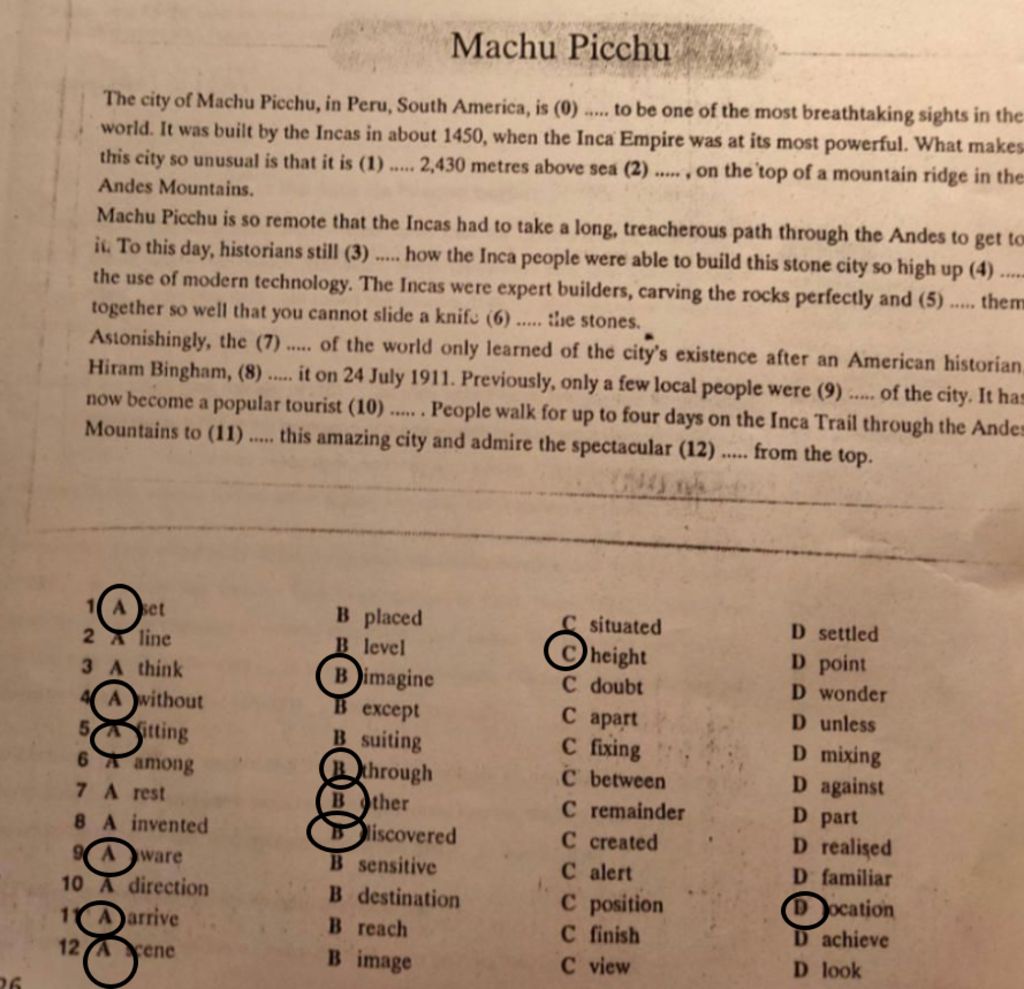 Machu Picchu
The city of Machu Picchu, in Peru, South America, is (0) ..... to be one of the most breathtaking sights in the
world. It was built by the Incas in about 1450, when the Inca Empire was at its most powerful. What makes
this city so unusual is that it is (1) ..... 2,430 metres above sea (2) ..... , on the top of a mountain ridge in the
Andes Mountains.
Machu Picchu is so remote that the Incas had to take a long, treacherous path through the Andes to get to
it. To this day, historians still (3) ..... how the Inca people were able to build this stone city so high up (4) .....
the use of modern technology. The Incas were expert builders, carving the rocks perfectly and (5) ..... them
together so well that you cannot slide a knife (6) ..... the stones.
Astonishingly, the (7) ..... of the world only learned of the city's existence after an American historian,
Hiram Bingham, (8) ..... it on 24 July 1911. Previously, only a few local people were (9) ..... of the city. It has
now become a popular tourist (10) ..... . People walk for up to four days on the Inca Trail through the Andes
Mountains to (11) ..... this amazing city and admire the spectacular (12) ..... from the top.
1 A set B placed C situated D settled
2 A line B level C height D point
3 A think B imagine C doubt D wonder
4 A without B except C apart D unless
5 A fitting B suiting C fixing D mixing
6 A among B through C between D against
7 A rest B other C remainder D part
8 A invented B discovered C created D realised
9 A aware B sensitive C alert D familiar
10 A direction B destination C position D location
11 A arrive B reach C finish D achieve
12 A scene B image C view D look
26